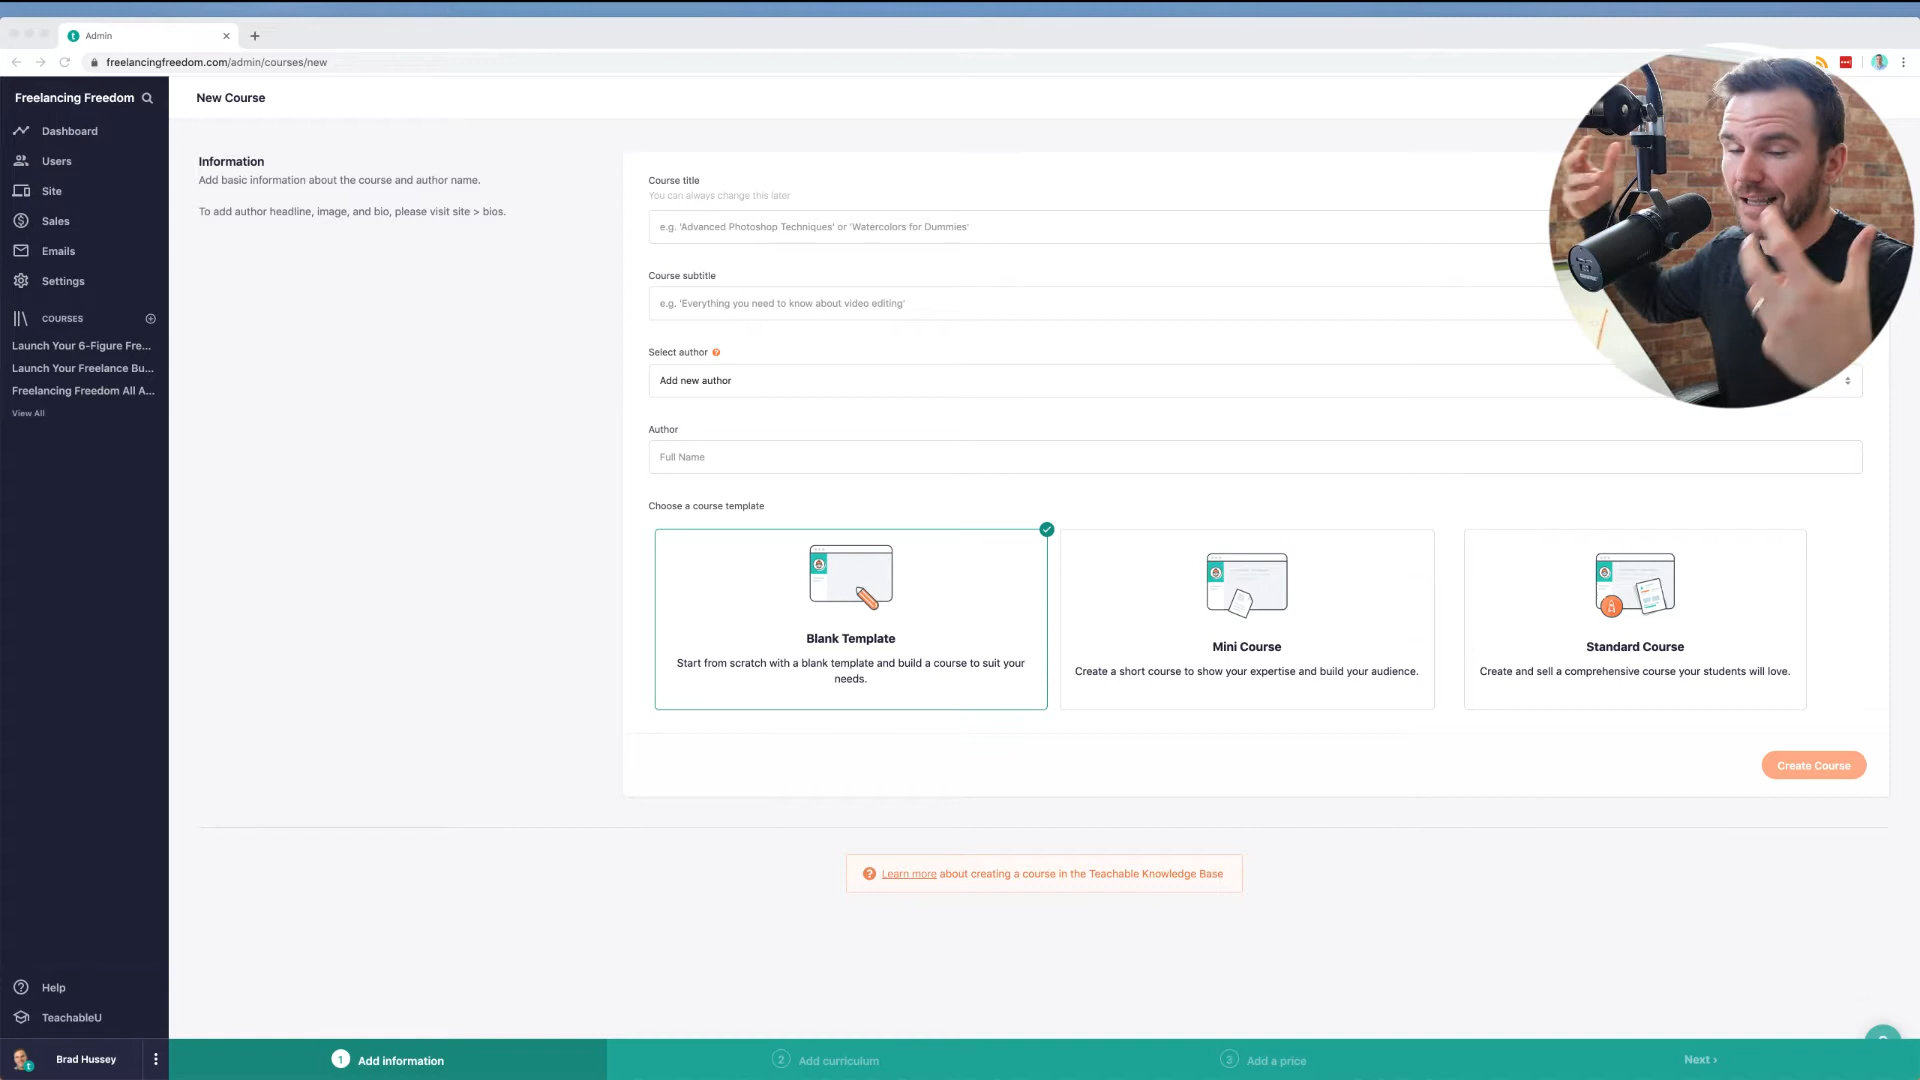 Admin
freelancingfreedom.com/admin/courses/new
Freelancing Freedom
Dashboard
Users
Site
Sales
Emails
Settings
COURSES
Launch Your 6-Figure Fre...
Launch Your Freelance Bu...
Freelancing Freedom All A...
View All
Help
TeachableU
Brad Hussey
New Course
Information
Add basic information about the course and author name.
To add author headline, image, and bio, please visit site > bios.
Course title
You can always change this later
e.g. 'Advanced Photoshop Techniques' or 'Watercolors for Dummies'
Course subtitle
e.g. 'Everything you need to know about video editing'
Select author
Add new author
Author
Full Name
Choose a course template
Blank Template
Start from scratch with a blank template and build a course to suit your
needs.
Mini Course
Create a short course to show your expertise and build your audience.
Standard Course
Create and sell a comprehensive course your students will love.
Create Course
Learn more about creating a course in the Teachable Knowledge Base
1 Add information
2 Add curriculum
3 Add a price
Next ›